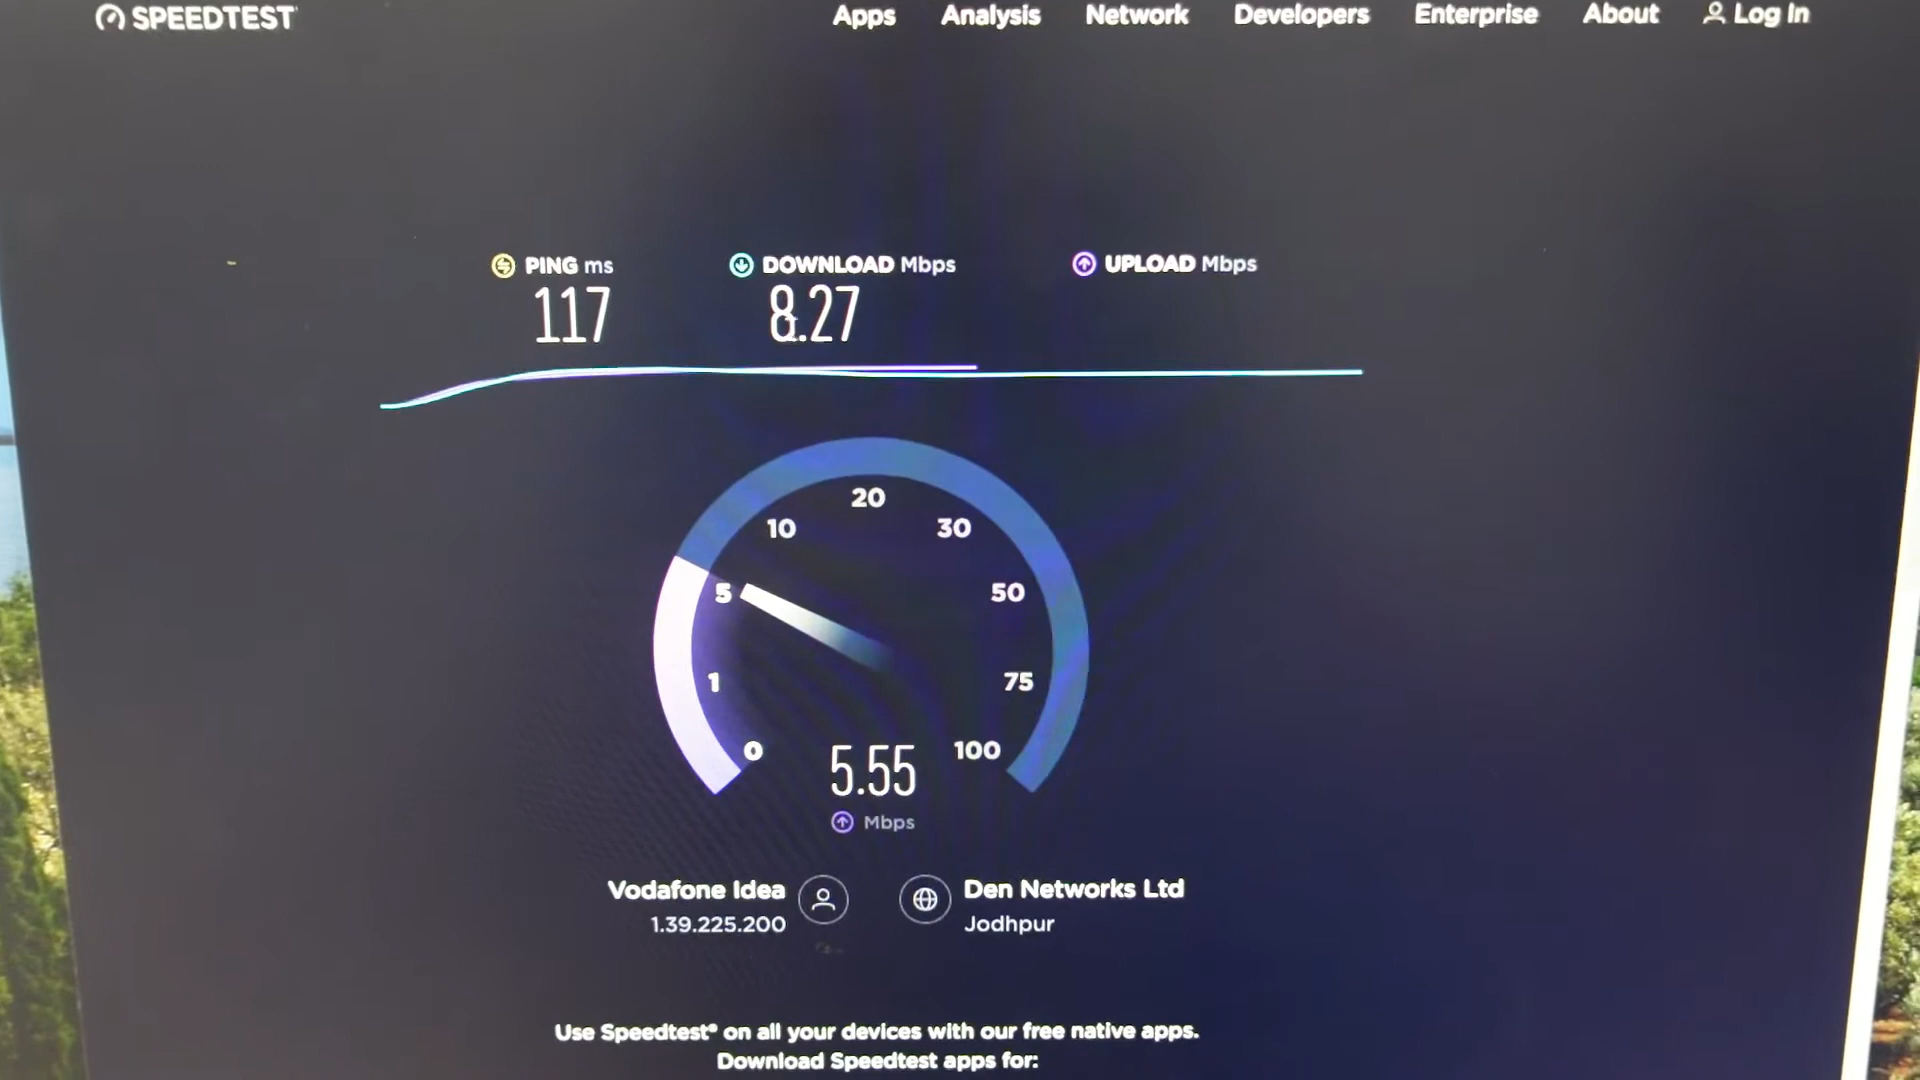 SPEEDTEST
Apps Analysis Network Developers Enterprise About Log In
PING ms
117
DOWNLOAD Mbps
8.27
UPLOAD Mbps
0
1
5
10
20
30
50
75
100
5.55
Mbps
Vodafone Idea
1.39.225.200
Den Networks Ltd
Jodhpur
Use Speedtest® on all your devices with our free native apps.
Download Speedtest apps for: